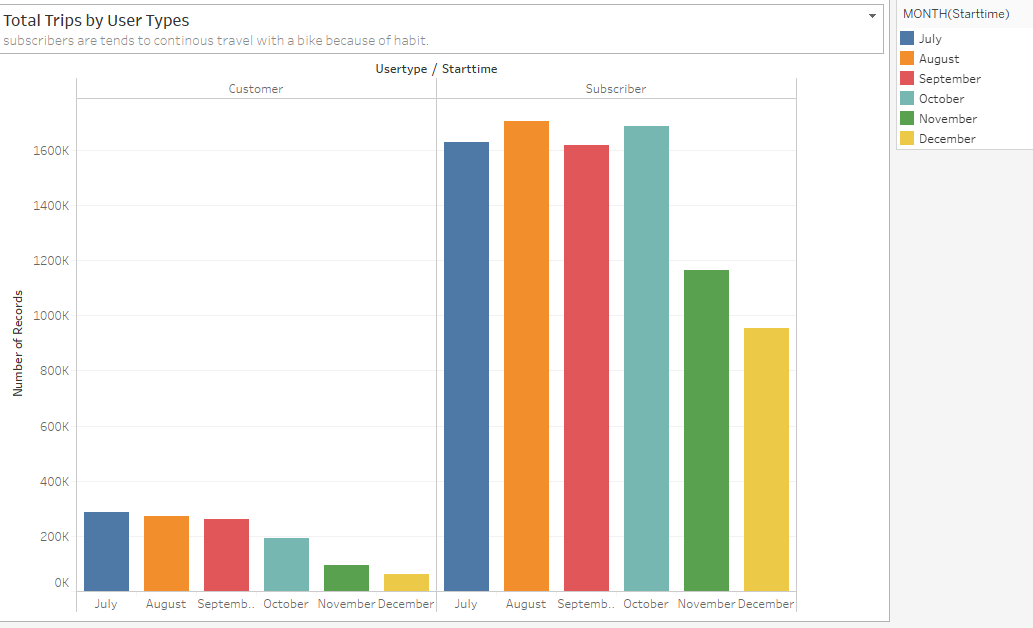 Total Trips by User Types
subscribers are tends to continous travel with a bike because of habit.
Usertype / Starttime
Customer
Subscriber
Number of Records
1600K
1400K
1200K
1000K
800K
600K
400K
200K
0K
July August Septemb.. October November December
July August Septemb.. October November December
MONTH(Starttime)
July
August
September
October
November
December